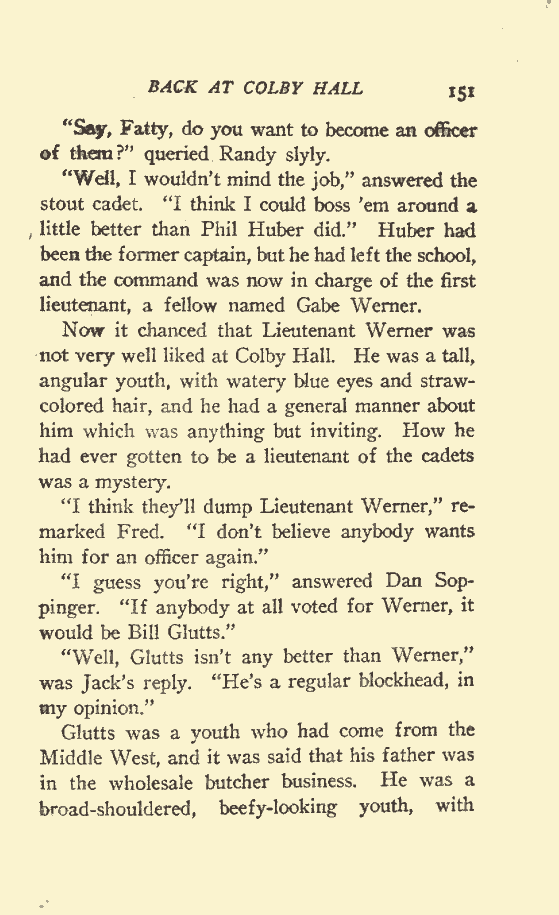 BACK AT COLBY HALL 151
“Say, Fatty, do you want to become an officer
of them?” queried Randy slyly.
“Well, I wouldn’t mind the job,” answered the
stout cadet. “I think I could boss ’em around a
little better than Phil Huber did.” Huber had
been the former captain, but he had left the school,
and the command was now in charge of the first
lieutenant, a fellow named Gabe Werner.
Now it chanced that Lieutenant Werner was
not very well liked at Colby Hall. He was a tall,
angular youth, with watery blue eyes and straw-
colored hair, and he had a general manner about
him which was anything but inviting. How he
had ever gotten to be a lieutenant of the cadets
was a mystery.
“I think they’ll dump Lieutenant Werner,” re-
marked Fred. “I don’t believe anybody wants
him for an officer again.”
“I guess you’re right,” answered Dan Sop-
pinger. “If anybody at all voted for Werner, it
would be Bill Glutts.”
“Well, Glutts isn’t any better than Werner,”
was Jack’s reply. “He’s a regular blockhead, in
my opinion.”
Glutts was a youth who had come from the
Middle West, and it was said that his father was
in the wholesale butcher business. He was a
broad-shouldered, beefy-looking youth, with